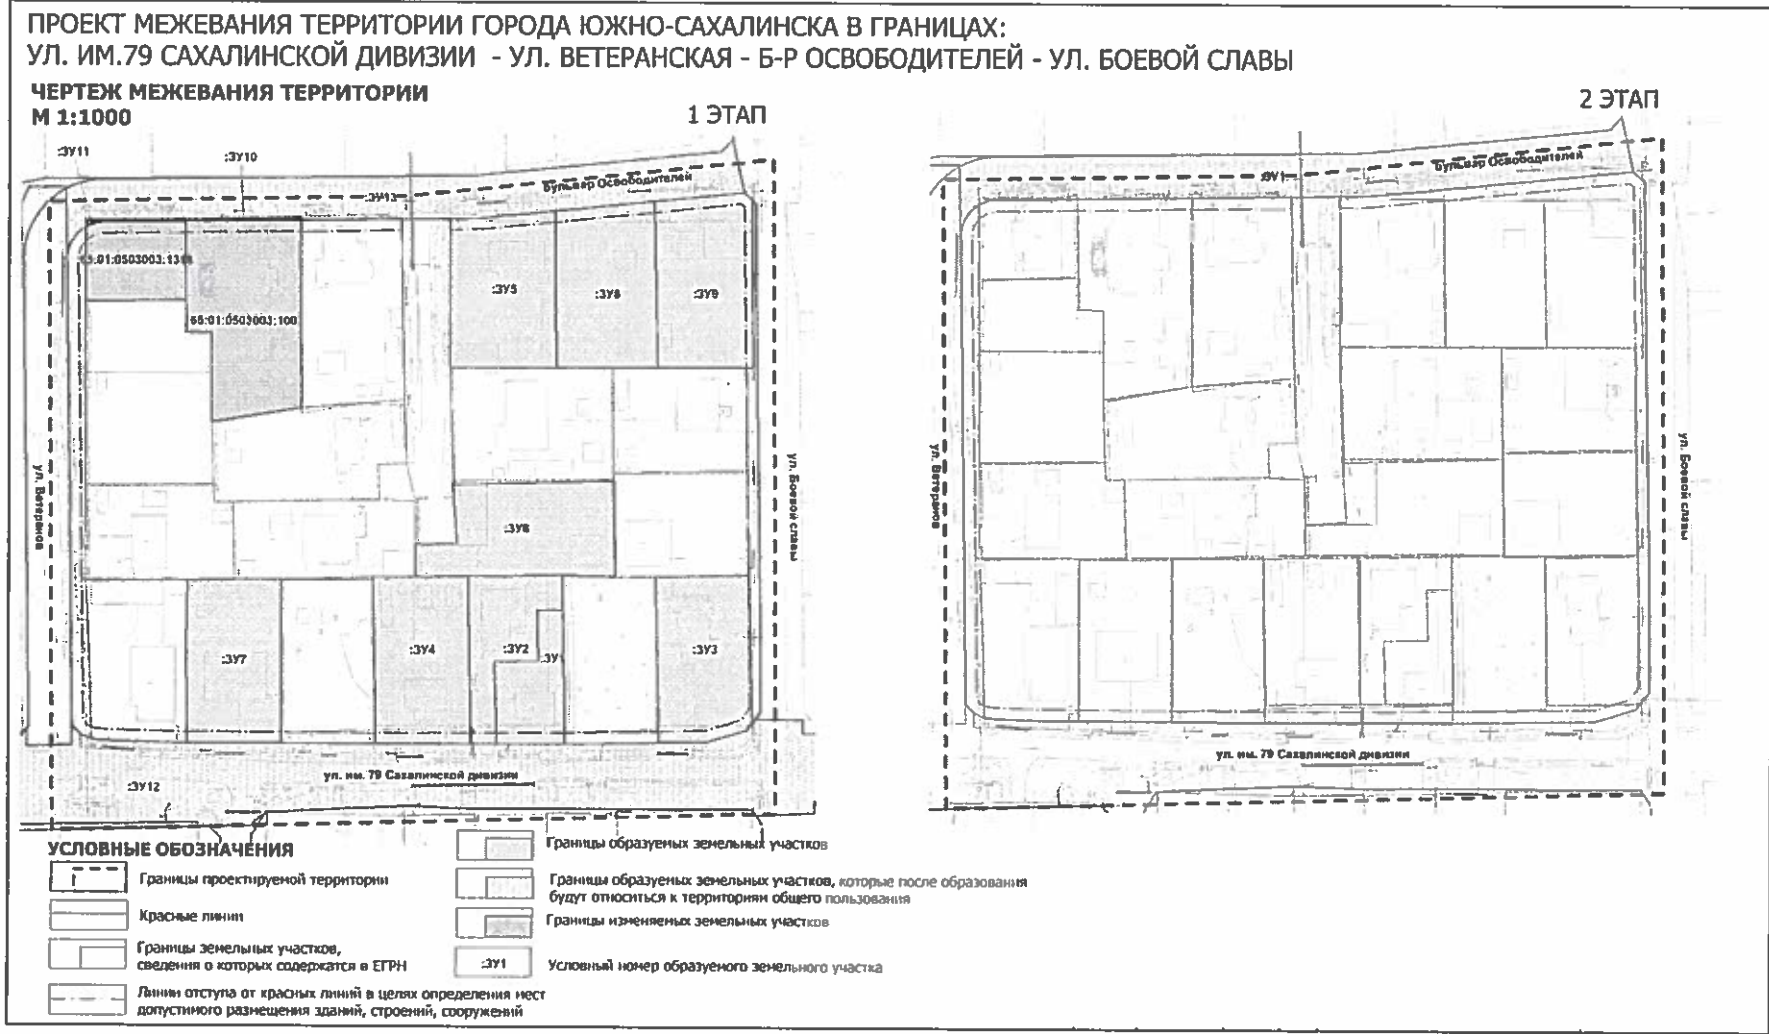 ПРОЕКТ МЕЖЕВАНИЯ ТЕРРИТОРИИ ГОРОДА ЮЖНО-САХАЛИНСКА В ГРАНИЦАХ:
УЛ. ИМ.79 САХАЛИНСКОЙ ДИВИЗИИ - УЛ. ВЕТЕРАНСКАЯ - Б-Р ОСВОБОДИТЕЛЕЙ - УЛ. БОЕВОЙ СЛАВЫ
ЧЕРТЕЖ МЕЖЕВАНИЯ ТЕРРИТОРИИ
М 1:1000
1 ЭТАП
:ЗУ11
:ЗУ10
:ЗУ13
Бульвар Освободителей
:ЗУ5
:ЗУ8
:ЗУ9
65:01:0503003:100
ул. Ветеранов
ул. Боевой славы
:ЗУ6
:ЗУ7
:ЗУ4
:ЗУ2
:ЗУ3
ул. им. 79 Сахалинской дивизии
:ЗУ12
2 ЭТАП
:ЗУ1
Бульвар Освободителей
ул. Ветеранов
ул. Боевой славы
ул. им. 79 Сахалинской дивизии
УСЛОВНЫЕ ОБОЗНАЧЕНИЯ
Границы проектируемой территории
Красные линии
Границы земельных участков,
сведения о которых содержатся в ЕГРН
Линии отступа от красных линий в целях определения мест
допустимого размещения зданий, строений, сооружений
Границы образуемых земельных участков
Границы образуемых земельных участков, которые после образования
будут относиться к территориям общего пользования
Границы изменяемых земельных участков
:ЗУ1
Условный номер образуемого земельного участка